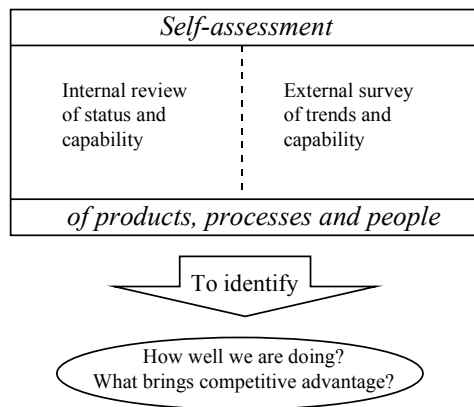 Self-assessment
Internal review
of status and
capability
External survey
of trends and
capability
of products, processes and people
To identify
How well we are doing?
What brings competitive advantage?